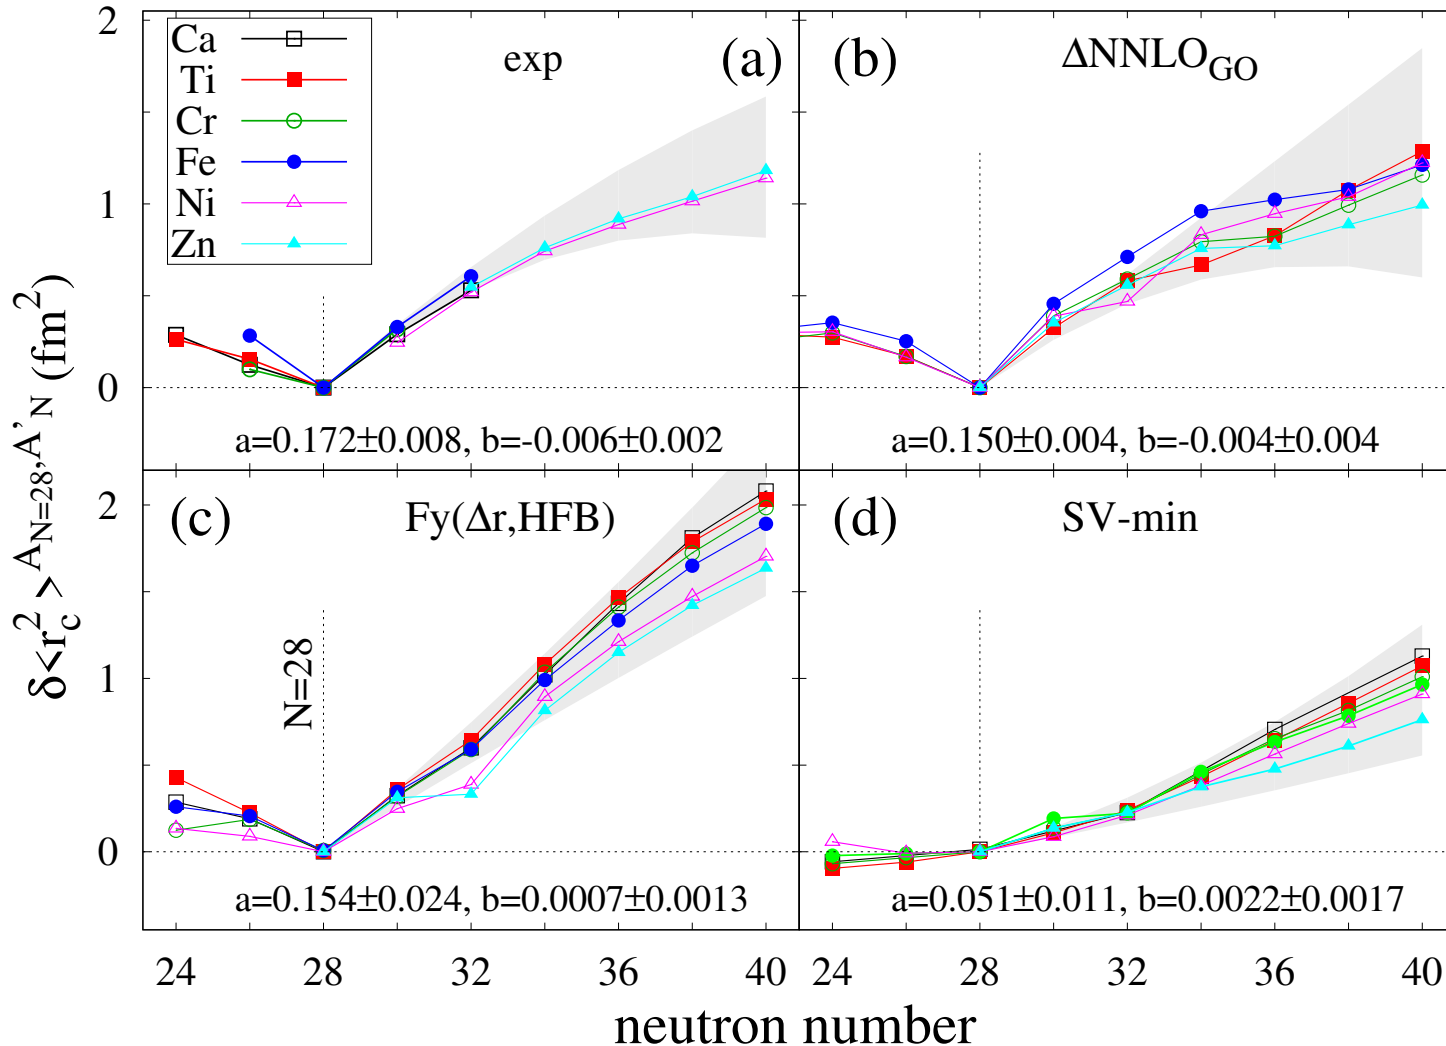 2
1
0
Ca
Ti
Cr
Fe
Ni
Zn
exp
(a)
a=0.172±0.008, b=-0.006±0.002
(b)
ΔNNLO_GO
a=0.150±0.004, b=-0.004±0.004
δ<r_c^2>^A_N=28,A'_N (fm^2)
2
1
0
(c)
Fy(Δr,HFB)
N=28
a=0.154±0.024, b=0.0007±0.0013
(d)
SV-min
a=0.051±0.011, b=0.0022±0.0017
24 28 32 36 40 24 28 32 36 40
neutron number